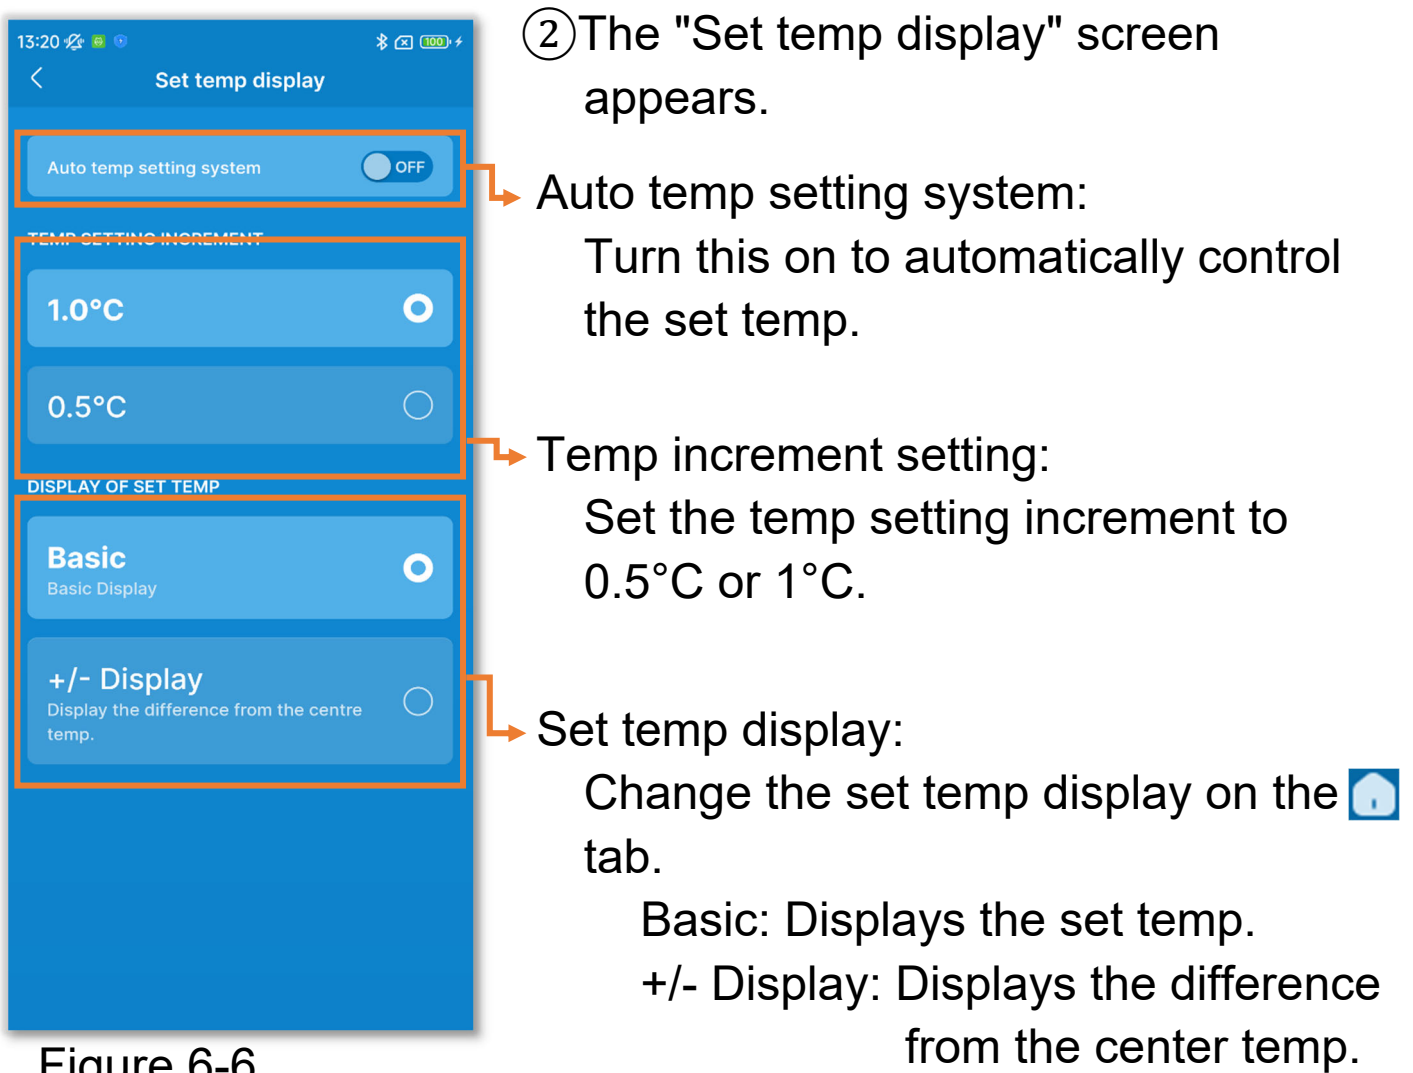 13:20
100
Set temp display
Auto temp setting system
OFF
TEMP SETTING INCREMENT
1.0°C
0.5°C
DISPLAY OF SET TEMP
Basic
Basic Display
+/- Display
Display the difference from the centre
temp.
Figure 6-6
②The "Set temp display" screen
appears.
Auto temp setting system:
Turn this on to automatically control
the set temp.
Temp increment setting:
Set the temp setting increment to
0.5°C or 1°C.
Set temp display:
Change the set temp display on the
tab.
Basic: Displays the set temp.
+/- Display: Displays the difference
from the center temp.